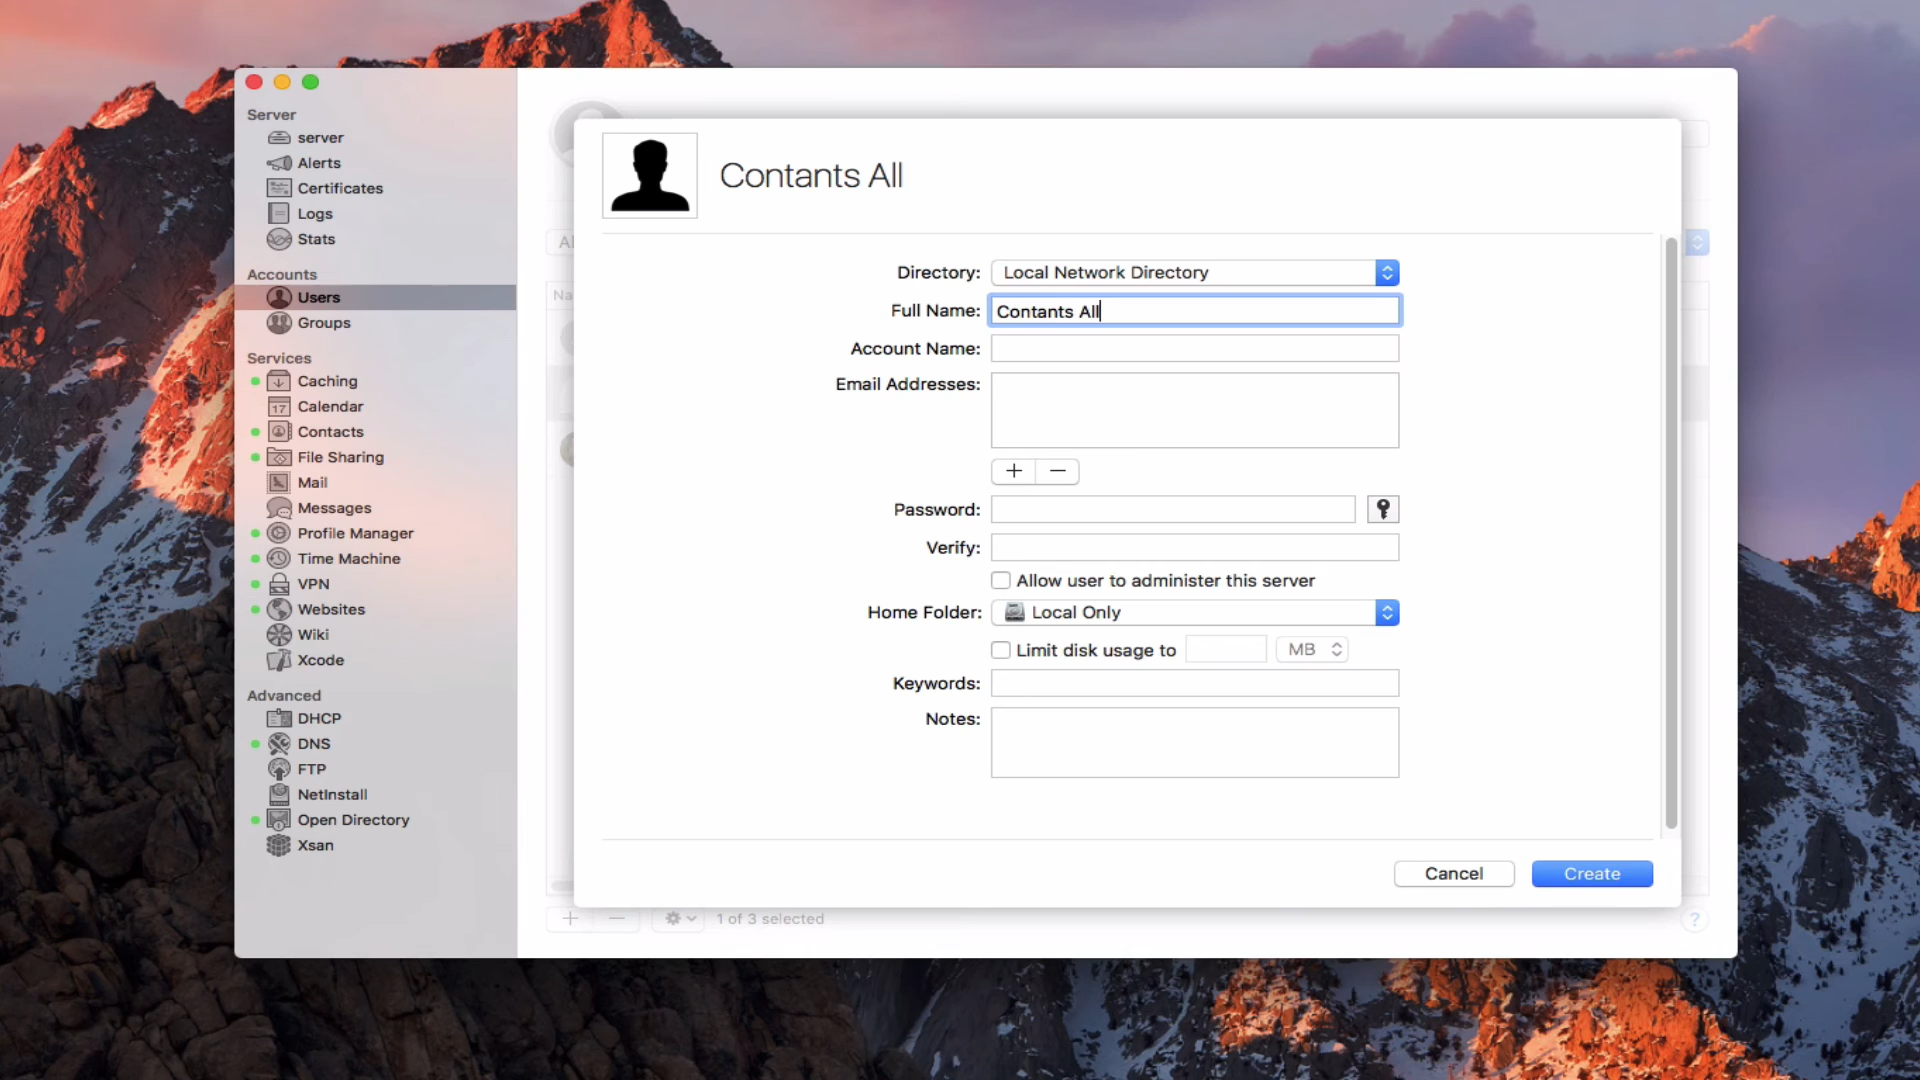 Server
server
Alerts
Certificates
Logs
Stats
Accounts
Users
Groups
Services
Caching
17 Calendar
Contacts
File Sharing
Mail
Messages
Profile Manager
Time Machine
VPN
Websites
Wiki
Xcode
Advanced
DHCP
DNS
FTP
NetInstall
Open Directory
Xsan
Contants All
Directory: Local Network Directory
Full Name: Contants All
Account Name:
Email Addresses:
+ −
Password:
Verify:
Allow user to administer this server
Home Folder: Local Only
Limit disk usage to MB
Keywords:
Notes:
Cancel Create
+ − 1 of 3 selected ?